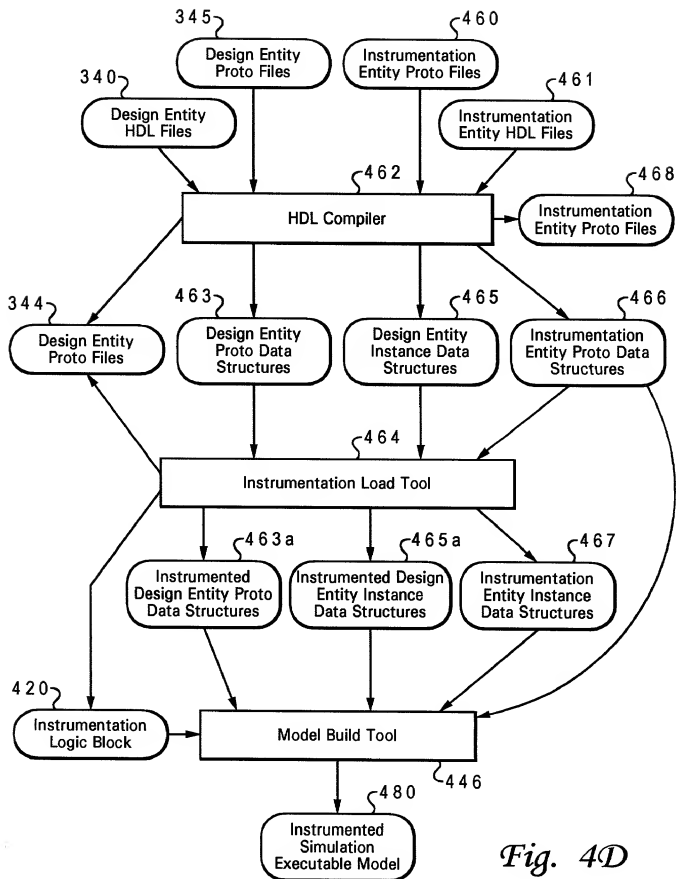 345
Design Entity
Proto Files
460
Instrumentation
Entity Proto Files
340
Design Entity
HDL Files
461
Instrumentation
Entity HDL Files
462
HDL Compiler
468
Instrumentation
Entity Proto Files
344
Design Entity
Proto Files
463
Design Entity
Proto Data
Structures
465
Design Entity
Instance Data
Structures
466
Instrumentation
Entity Proto Data
Structures
464
Instrumentation Load Tool
463a
Instrumented
Design Entity Proto
Data Structures
465a
Instrumented Design
Entity Instance
Data Structures
467
Instrumentation
Entity Instance
Data Structures
420
Instrumentation
Logic Block
Model Build Tool
446
480
Instrumented
Simulation
Executable Model
Fig. 4D